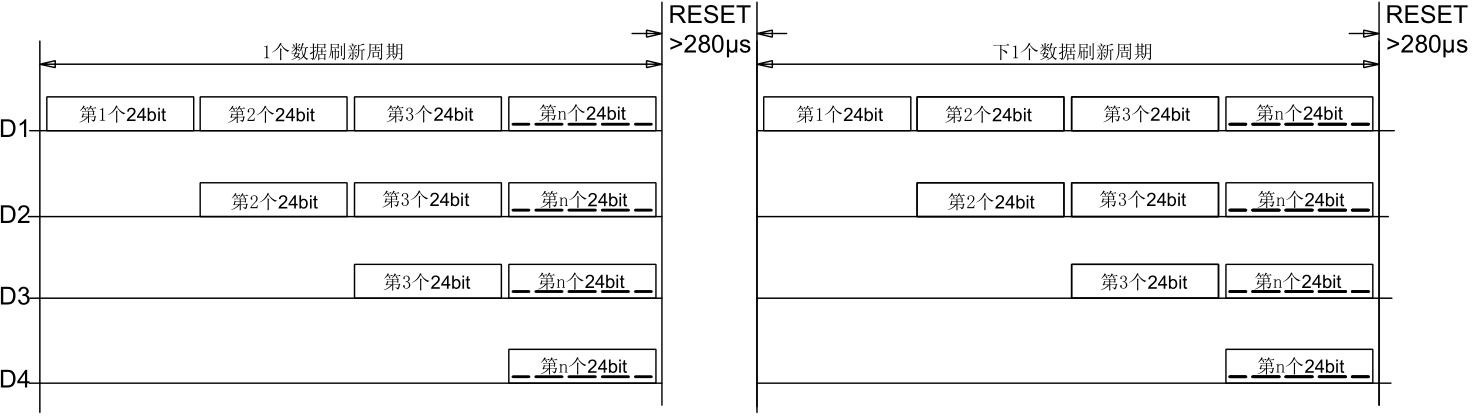 RESET
>280μs
RESET
>280μs
1个数据刷新周期
下1个数据刷新周期
D1
第1个24bit
第2个24bit
第3个24bit
第n个24bit
第1个24bit
第2个24bit
第3个24bit
第n个24bit
D2
第2个24bit
第3个24bit
第n个24bit
第2个24bit
第3个24bit
第n个24bit
D3
第3个24bit
第n个24bit
第3个24bit
第n个24bit
D4
第n个24bit
第n个24bit